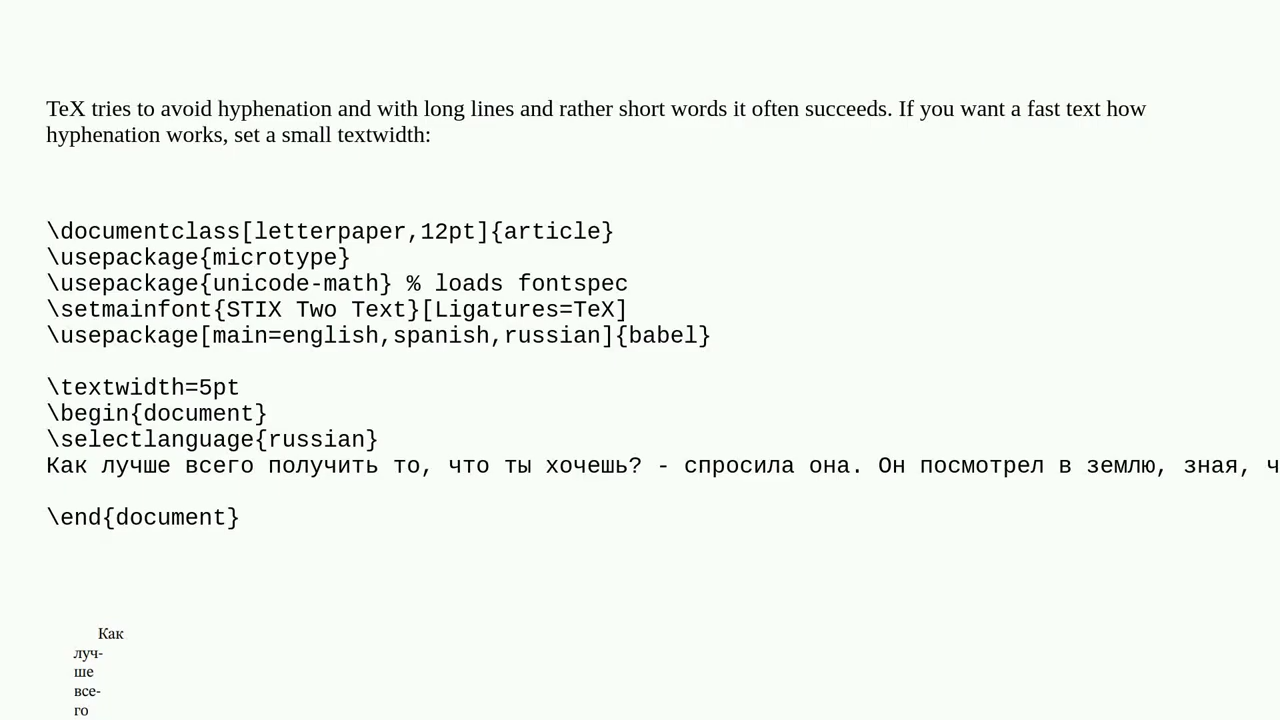 TeX tries to avoid hyphenation and with long lines and rather short words it often succeeds. If you want a fast text how
hyphenation works, set a small textwidth:
\documentclass[letterpaper,12pt]{article}
\usepackage{microtype}
\usepackage{unicode-math} % loads fontspec
\setmainfont{STIX Two Text}[Ligatures=TeX]
\usepackage[main=english,spanish,russian]{babel}
\textwidth=5pt
\begin{document}
\selectlanguage{russian}
Как лучше всего получить то, что ты хочешь? - спросила она. Он посмотрел в землю, зная, ч
\end{document}
Как
луч-
ше
все-
го